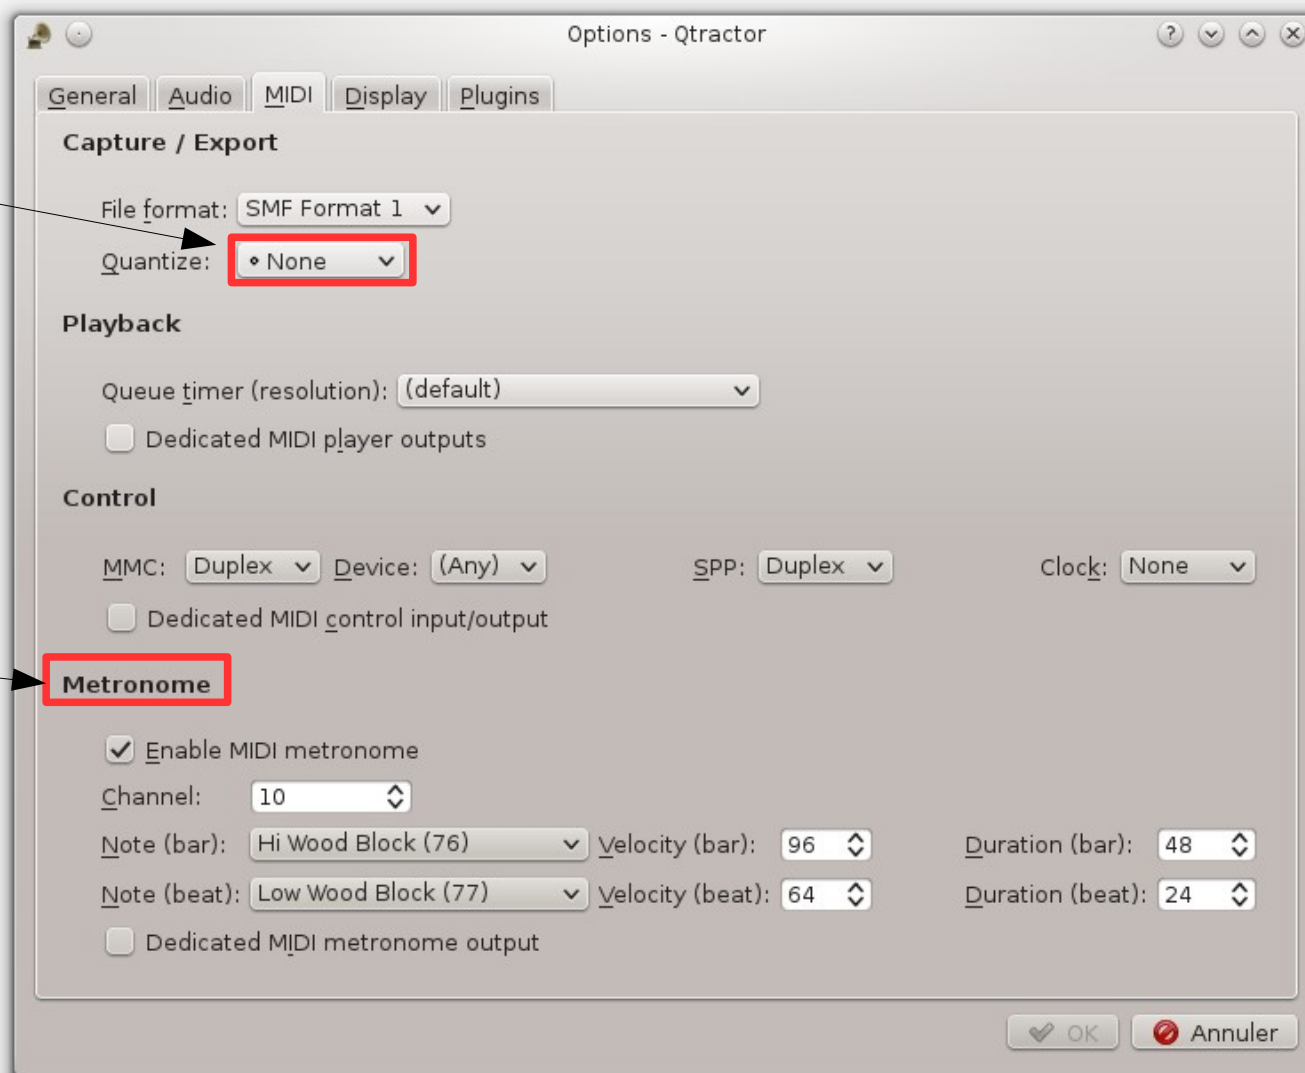 Options - Qtractor
General Audio MIDI Display Plugins
Capture / Export
File format: SMF Format 1
Quantize: None
Playback
Queue timer (resolution): (default)
Dedicated MIDI player outputs
Control
MMC: Duplex Device: (Any) SPP: Duplex Clock: None
Dedicated MIDI control input/output
Metronome
Enable MIDI metronome
Channel: 10
Note (bar): Hi Wood Block (76) Velocity (bar): 96 Duration (bar): 48
Note (beat): Low Wood Block (77) Velocity (beat): 64 Duration (beat): 24
Dedicated MIDI metronome output
OK Annuler